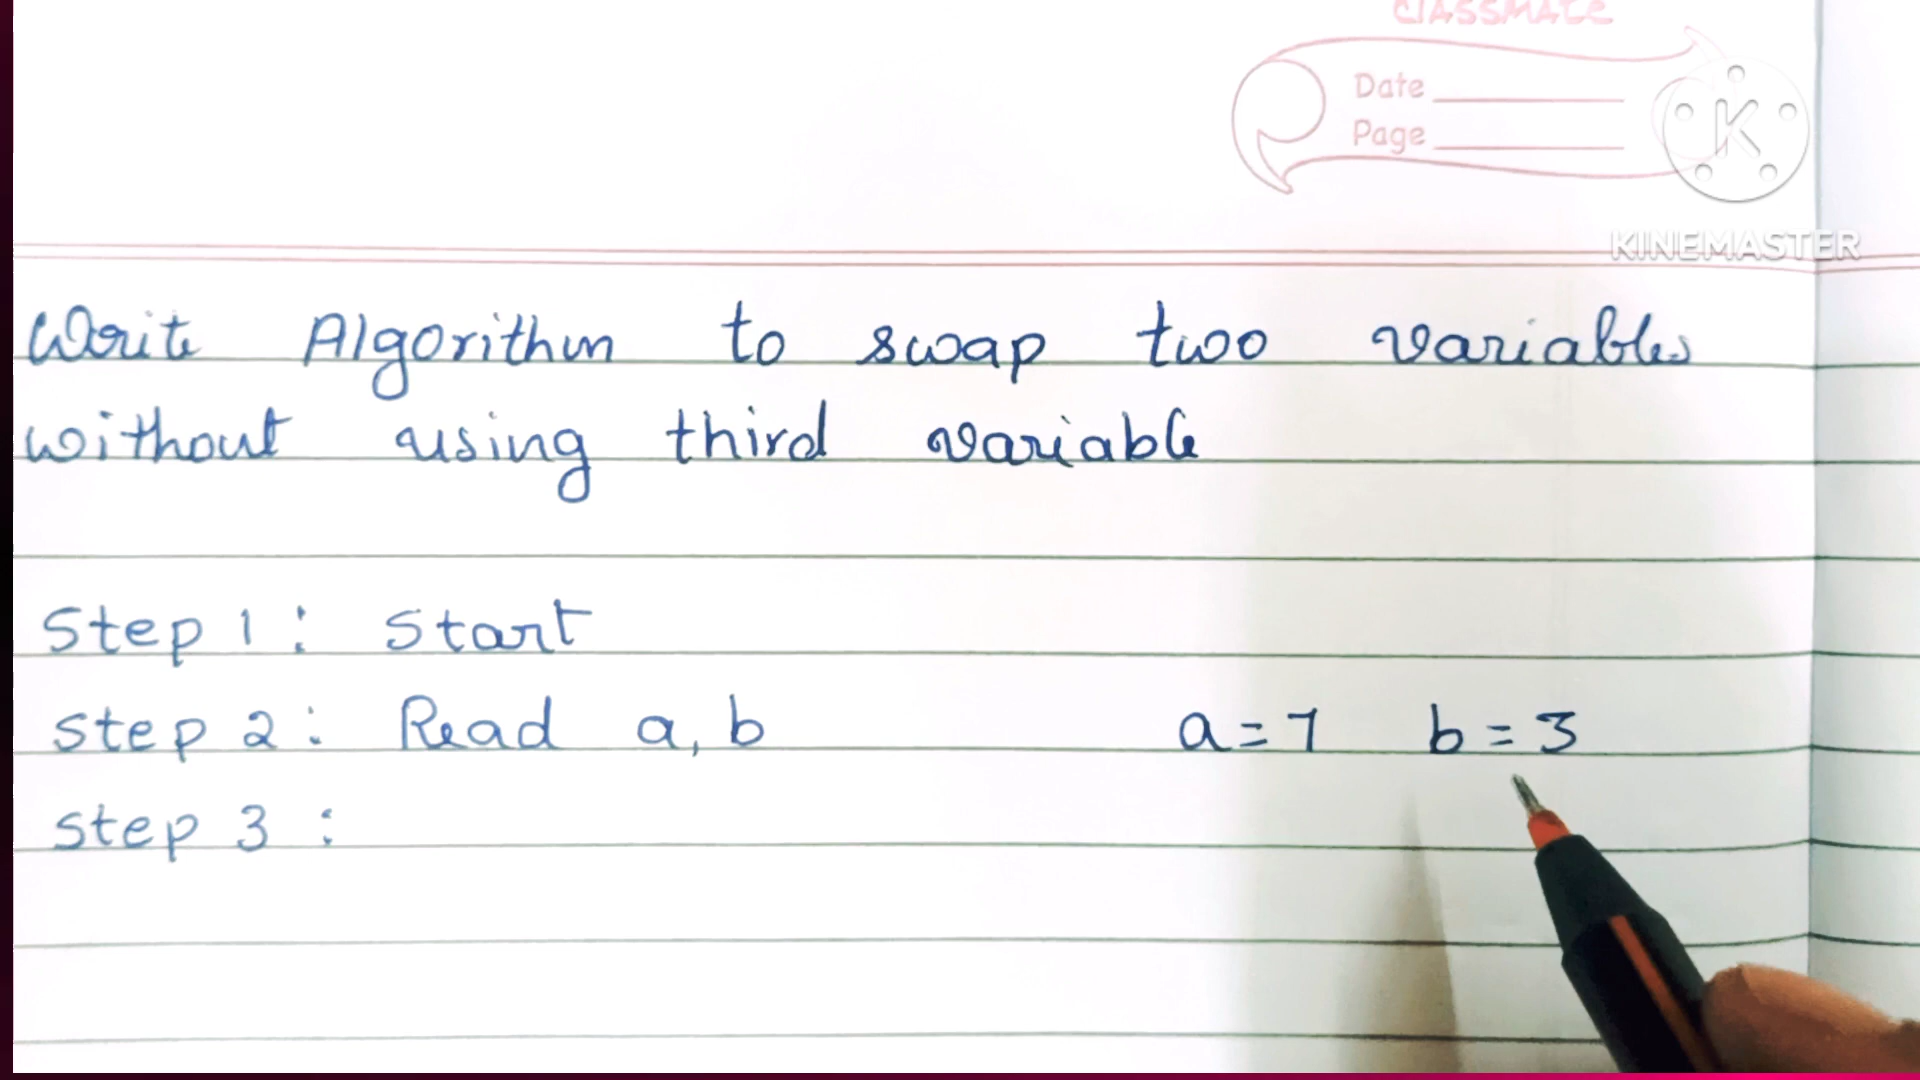 classmate
Date
Page
KINEMASTER
Write Algorithm to swap two variables
without using third variable
Step 1 : Start
Step 2 : Read a, b a = 7 b = 3
Step 3 :